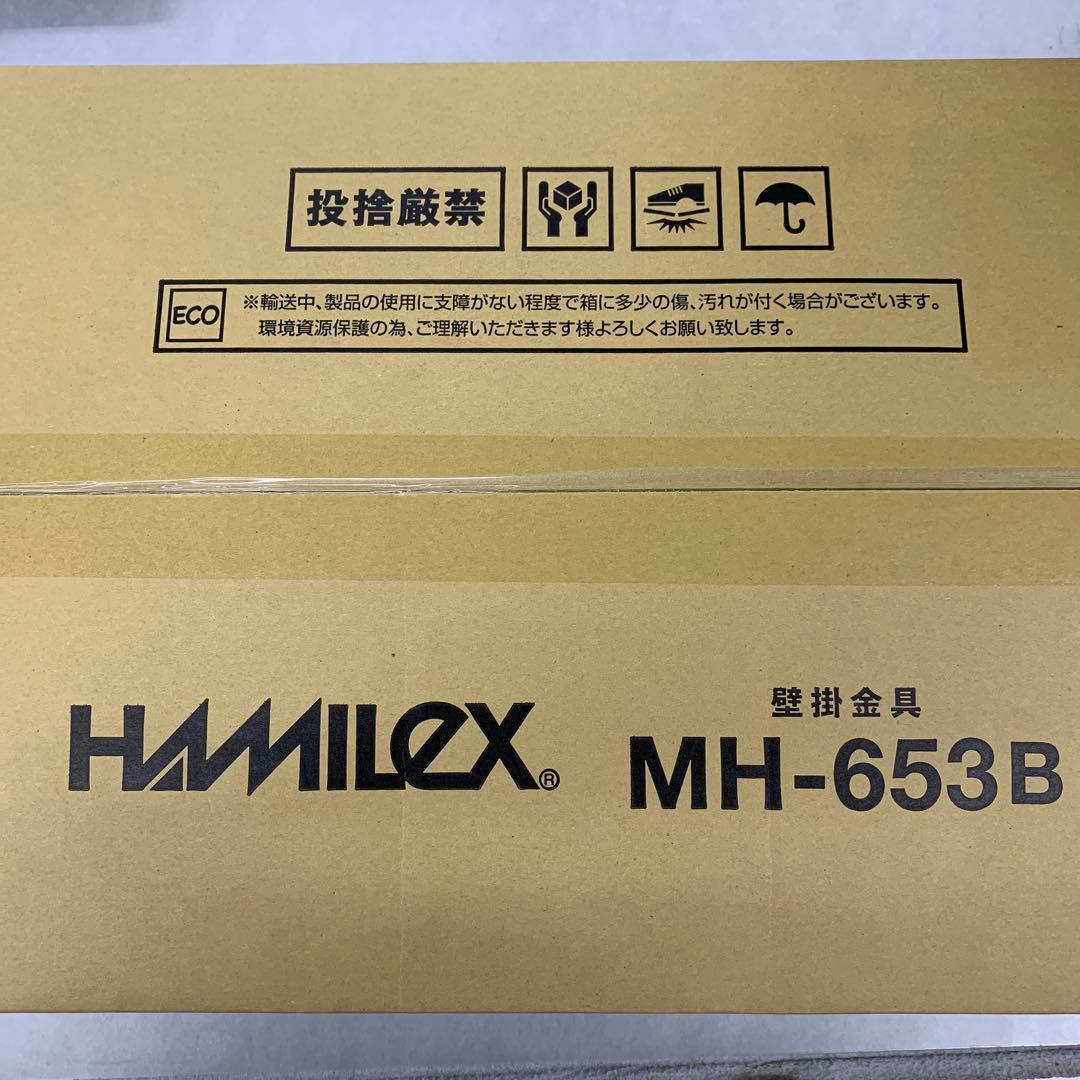 投捨厳禁
ECO
※輸送中、製品の使用に支障がない程度で箱に多少の傷、汚れが付く場合がございます。
環境資源保護の為、ご理解いただきます様よろしくお願い致します。
HAMILeX®
壁掛金具
MH-653B